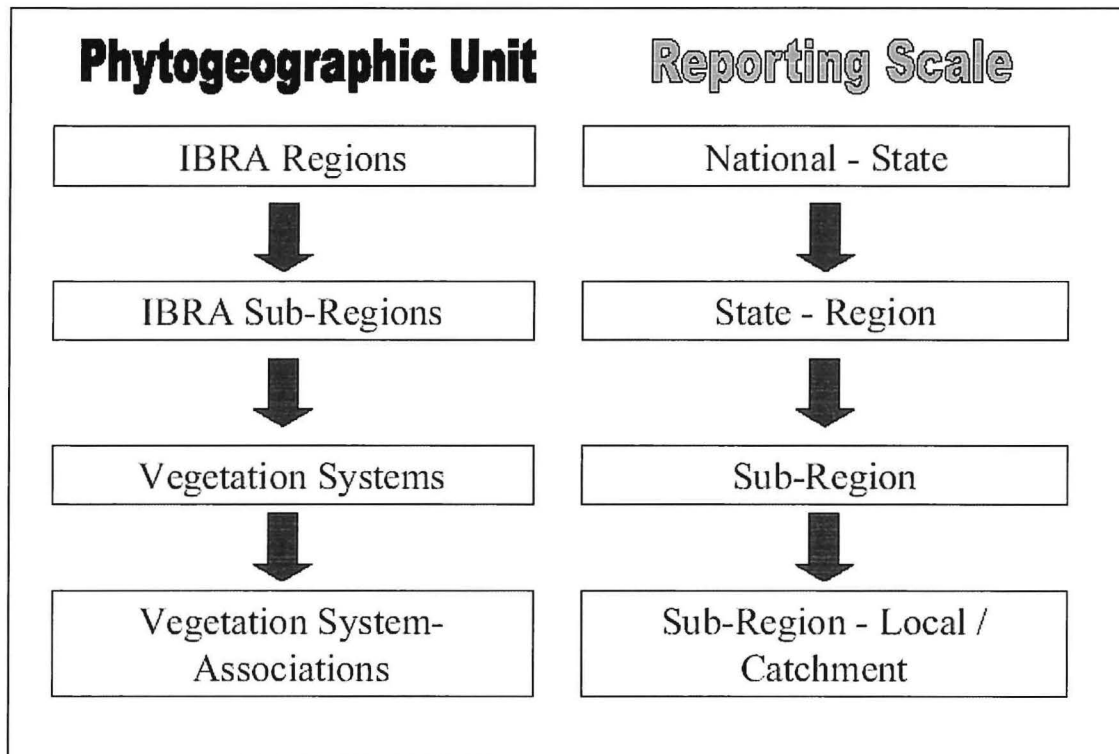 Phytogeographic Unit
Reporting Scale
IBRA Regions
National - State
IBRA Sub-Regions
State - Region
Vegetation Systems
Sub-Region
Vegetation System-
Associations
Sub-Region - Local /
Catchment